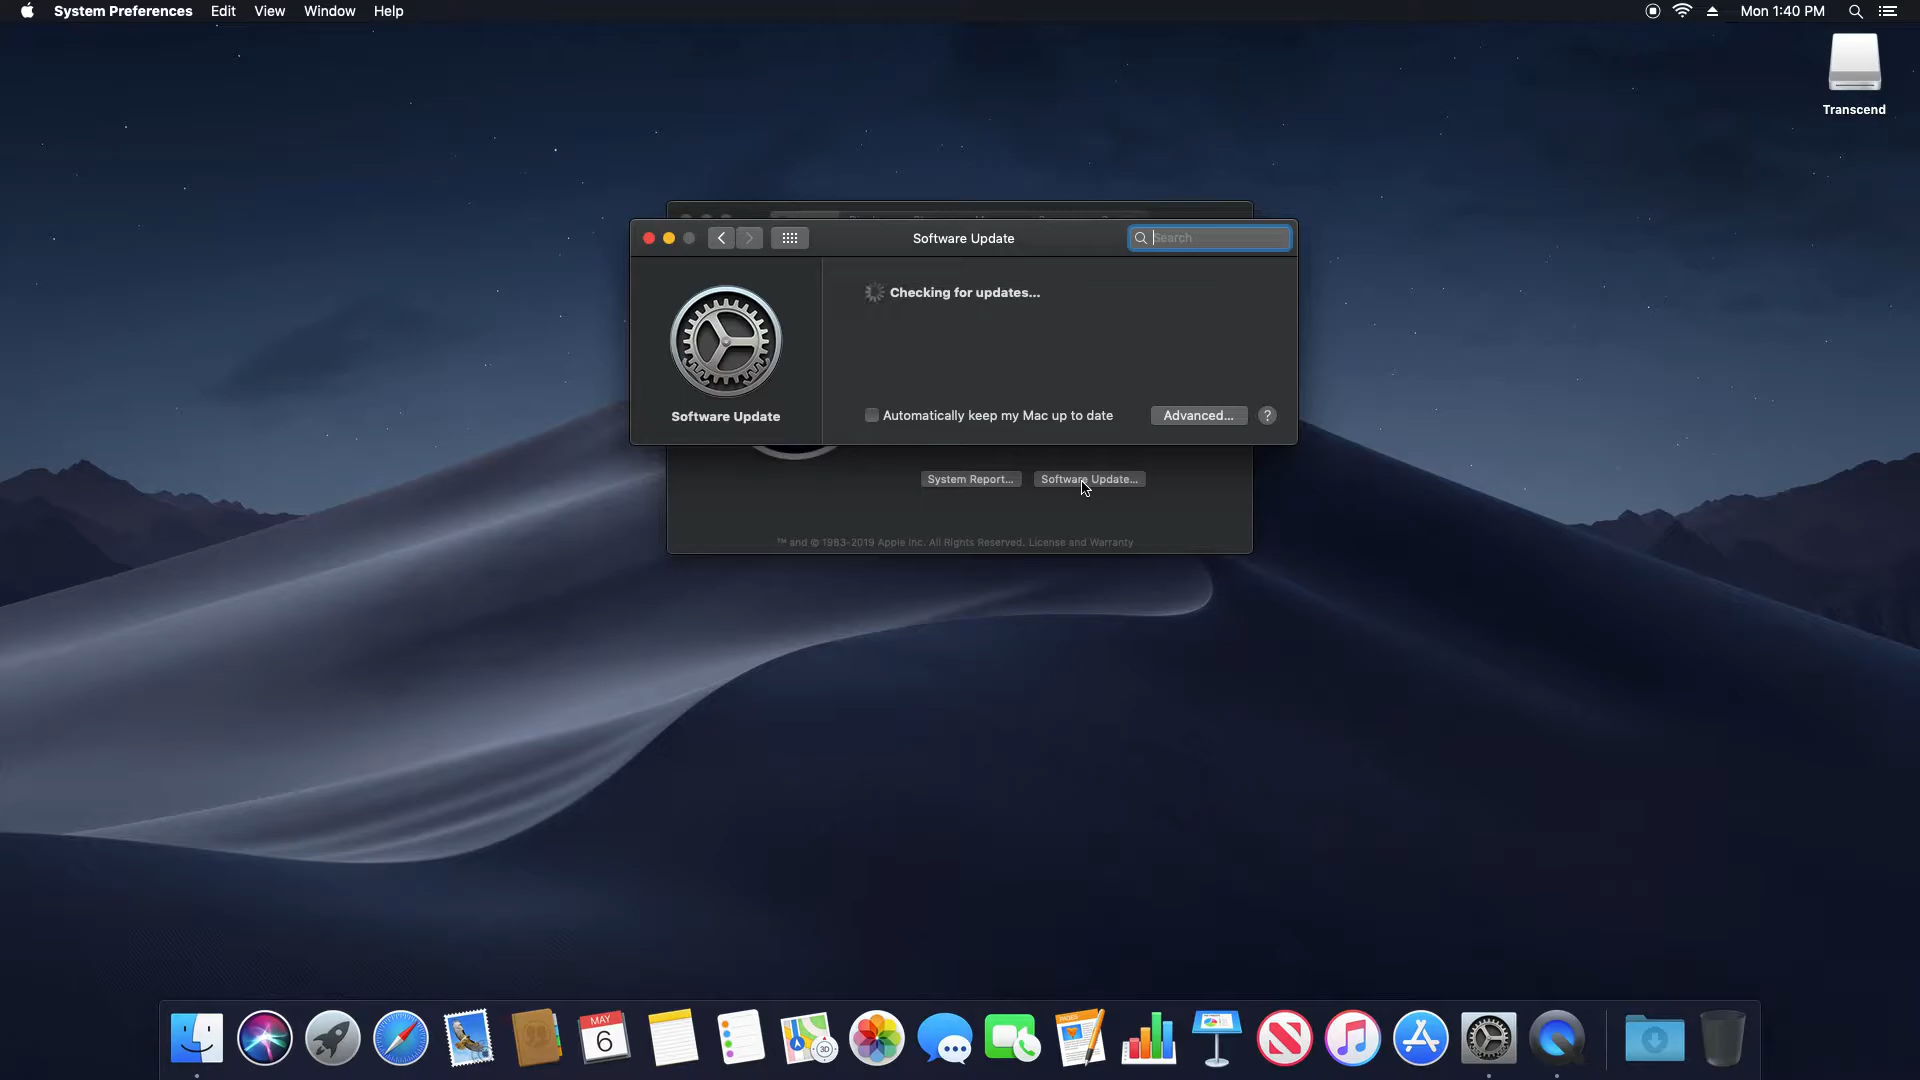 System Preferences Edit View Window Help Mon 1:40 PM
Transcend
Software Update
Search
Checking for updates...
Software Update
Automatically keep my Mac up to date Advanced... ?
System Report... Software Update...
™ and © 1983-2019 Apple Inc. All Rights Reserved. License and Warranty
MAY
6
3D
PAGES